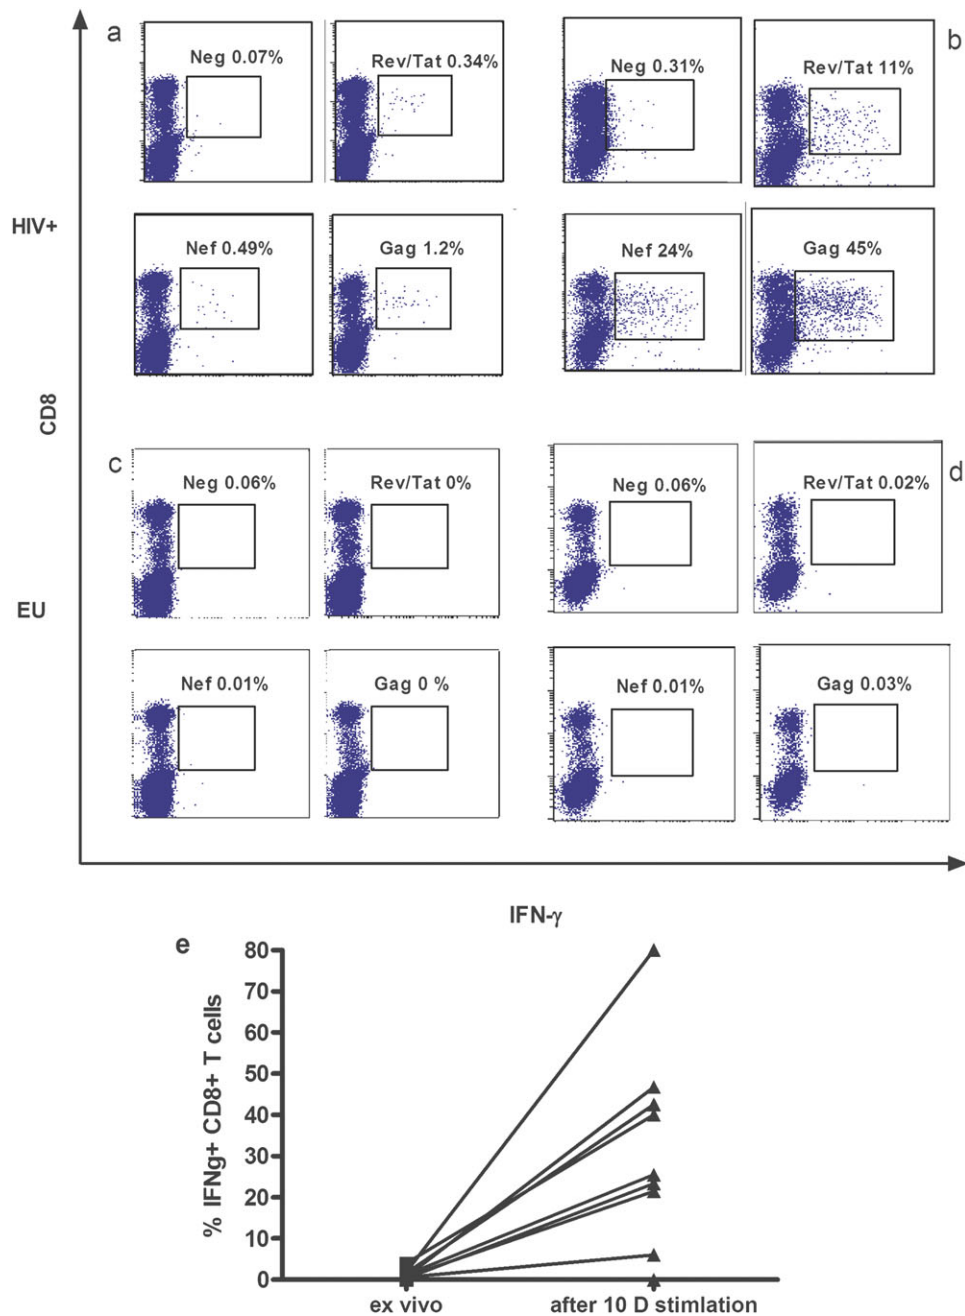 a
b
Neg 0.07%
Rev/Tat 0.34%
Neg 0.31%
Rev/Tat 11%
HIV+
Nef 0.49%
Gag 1.2%
Nef 24%
Gag 45%
CD8
c
d
Neg 0.06%
Rev/Tat 0%
Neg 0.06%
Rev/Tat 0.02%
EU
Nef 0.01%
Gag 0 %
Nef 0.01%
Gag 0.03%
IFN-γ
e
% IFNg+ CD8+ T cells
80
70
60
50
40
30
20
10
0
ex vivo
after 10 D stimlation